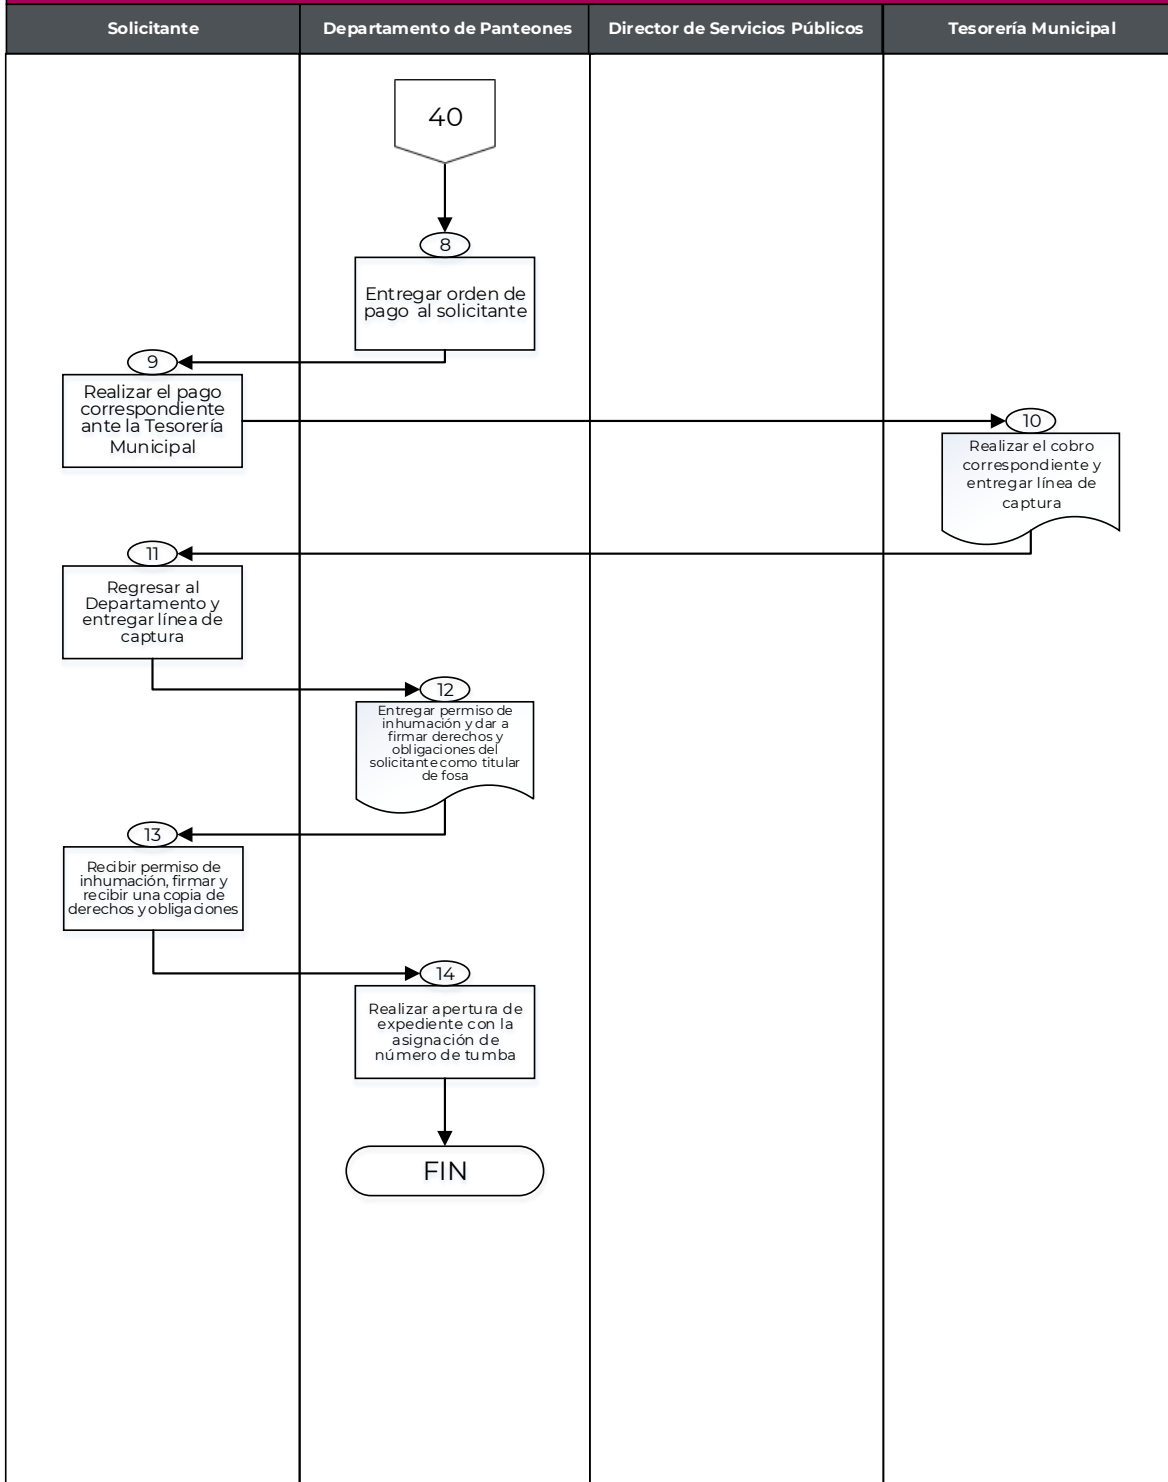 Solicitante
Departamento de Panteones
Director de Servicios Públicos
Tesorería Municipal
40
8
Entregar orden de
pago al solicitante
9
Realizar el pago
correspondiente
ante la Tesorería
Municipal
10
Realizar el cobro
correspondiente y
entregar línea de
captura
11
Regresar al
Departamento y
entregar línea de
captura
12
Entregar permiso de
inhumación y dar a
firmar derechos y
obligaciones del
solicitante como titular
de fosa
13
Recibir permiso de
inhumación, firmar y
recibir una copia de
derechos y obligaciones
14
Realizar apertura de
expediente con la
asignación de
número de tumba
FIN